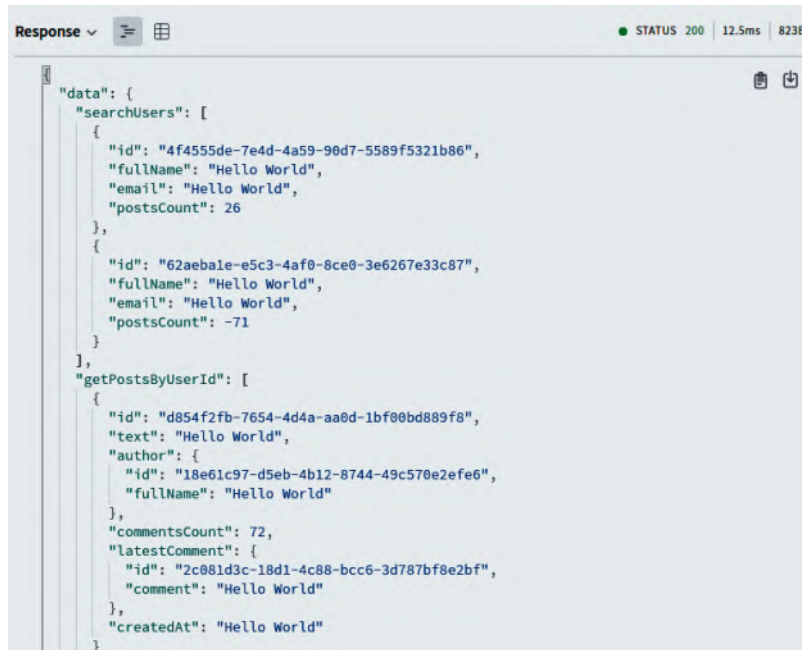 Response STATUS 200 12.5ms 823B
{
"data": {
"searchUsers": [
{
"id": "4f4555de-7e4d-4a59-90d7-5589f5321b86",
"fullName": "Hello World",
"email": "Hello World",
"postsCount": 26
},
{
"id": "62aeba1e-e5c3-4af0-8ce0-3e6267e33c87",
"fullName": "Hello World",
"email": "Hello World",
"postsCount": -71
}
],
"getPostsByUserId": [
{
"id": "d854f2fb-7654-4d4a-aa0d-1bf00bd889f8",
"text": "Hello World",
"author": {
"id": "18e61c97-d5eb-4b12-8744-49c570e2efe6",
"fullName": "Hello World"
},
"commentsCount": 72,
"latestComment": {
"id": "2c081d3c-18d1-4c88-bcc6-3d787bf8e2bf",
"comment": "Hello World"
},
"createdAt": "Hello World"
}